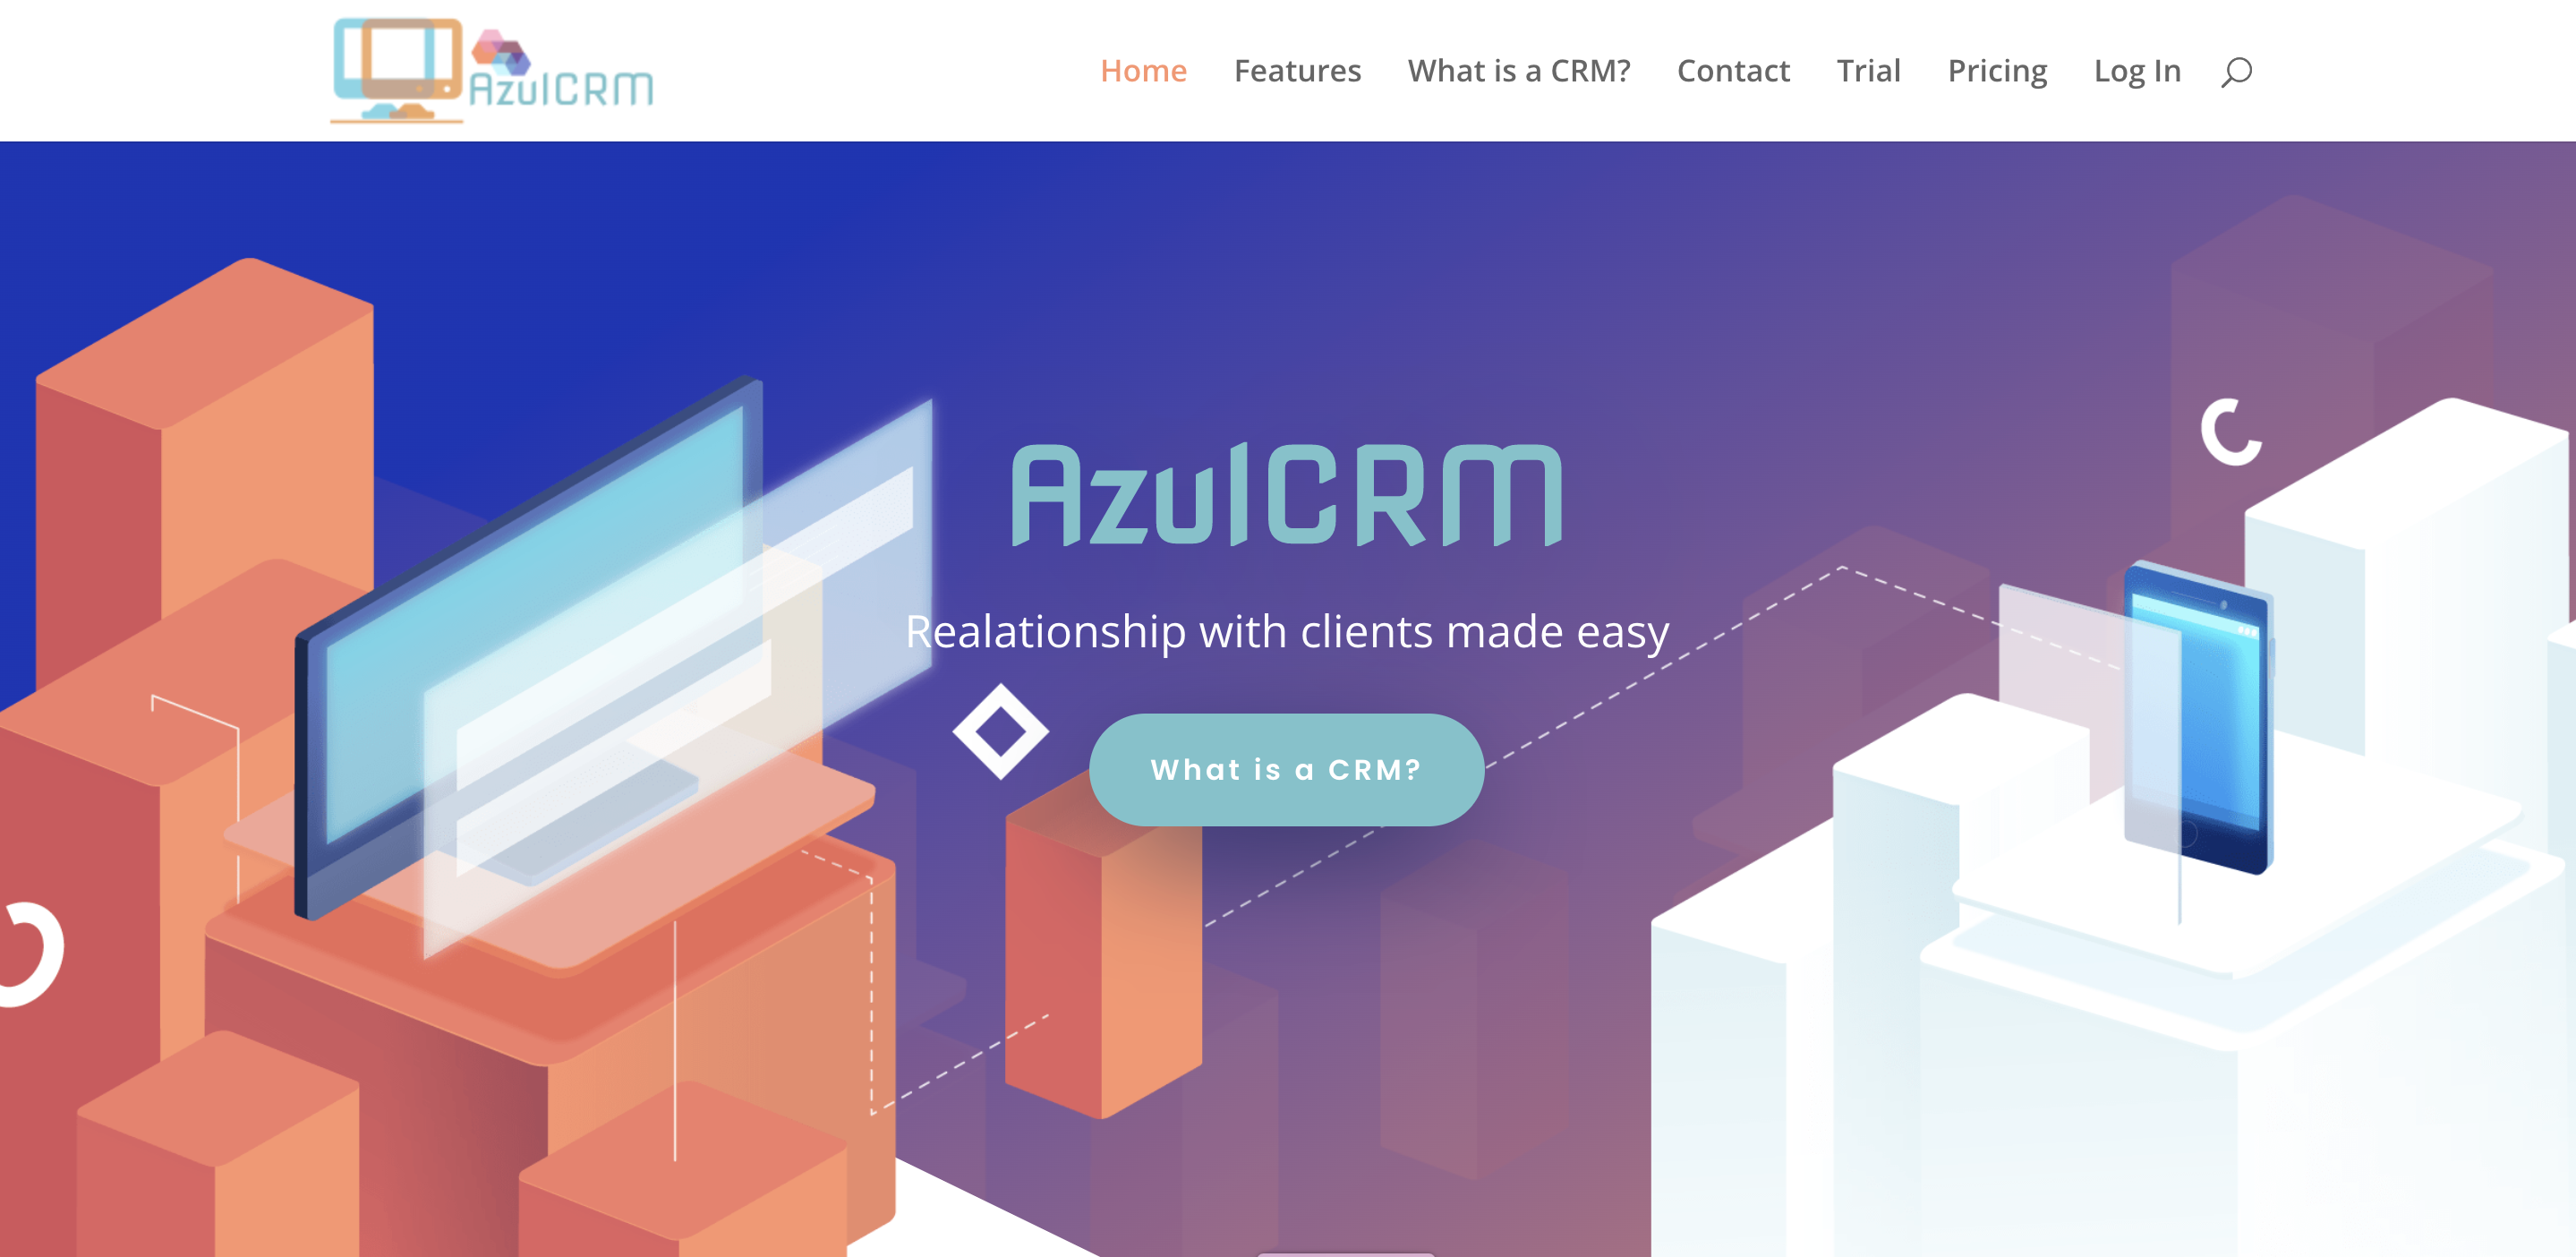 AzulCRM
Home Features What is a CRM? Contact Trial Pricing Log In
AzulCRM
Realationship with clients made easy
What is a CRM?